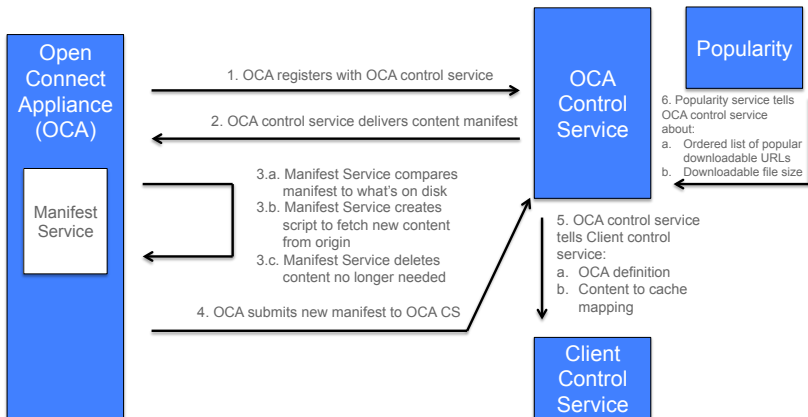 Open
Connect
Appliance
(OCA)
Manifest
Service
1. OCA registers with OCA control service
2. OCA control service delivers content manifest
3.a. Manifest Service compares
manifest to what's on disk
3.b. Manifest Service creates
script to fetch new content
from origin
3.c. Manifest Service deletes
content no longer needed
4. OCA submits new manifest to OCA CS
OCA
Control
Service
Popularity
6. Popularity service tells
OCA control service
about:
a. Ordered list of popular
downloadable URLs
b. Downloadable file size
5. OCA control service
tells Client control
service:
a. OCA definition
b. Content to cache
mapping
Client
Control
Service